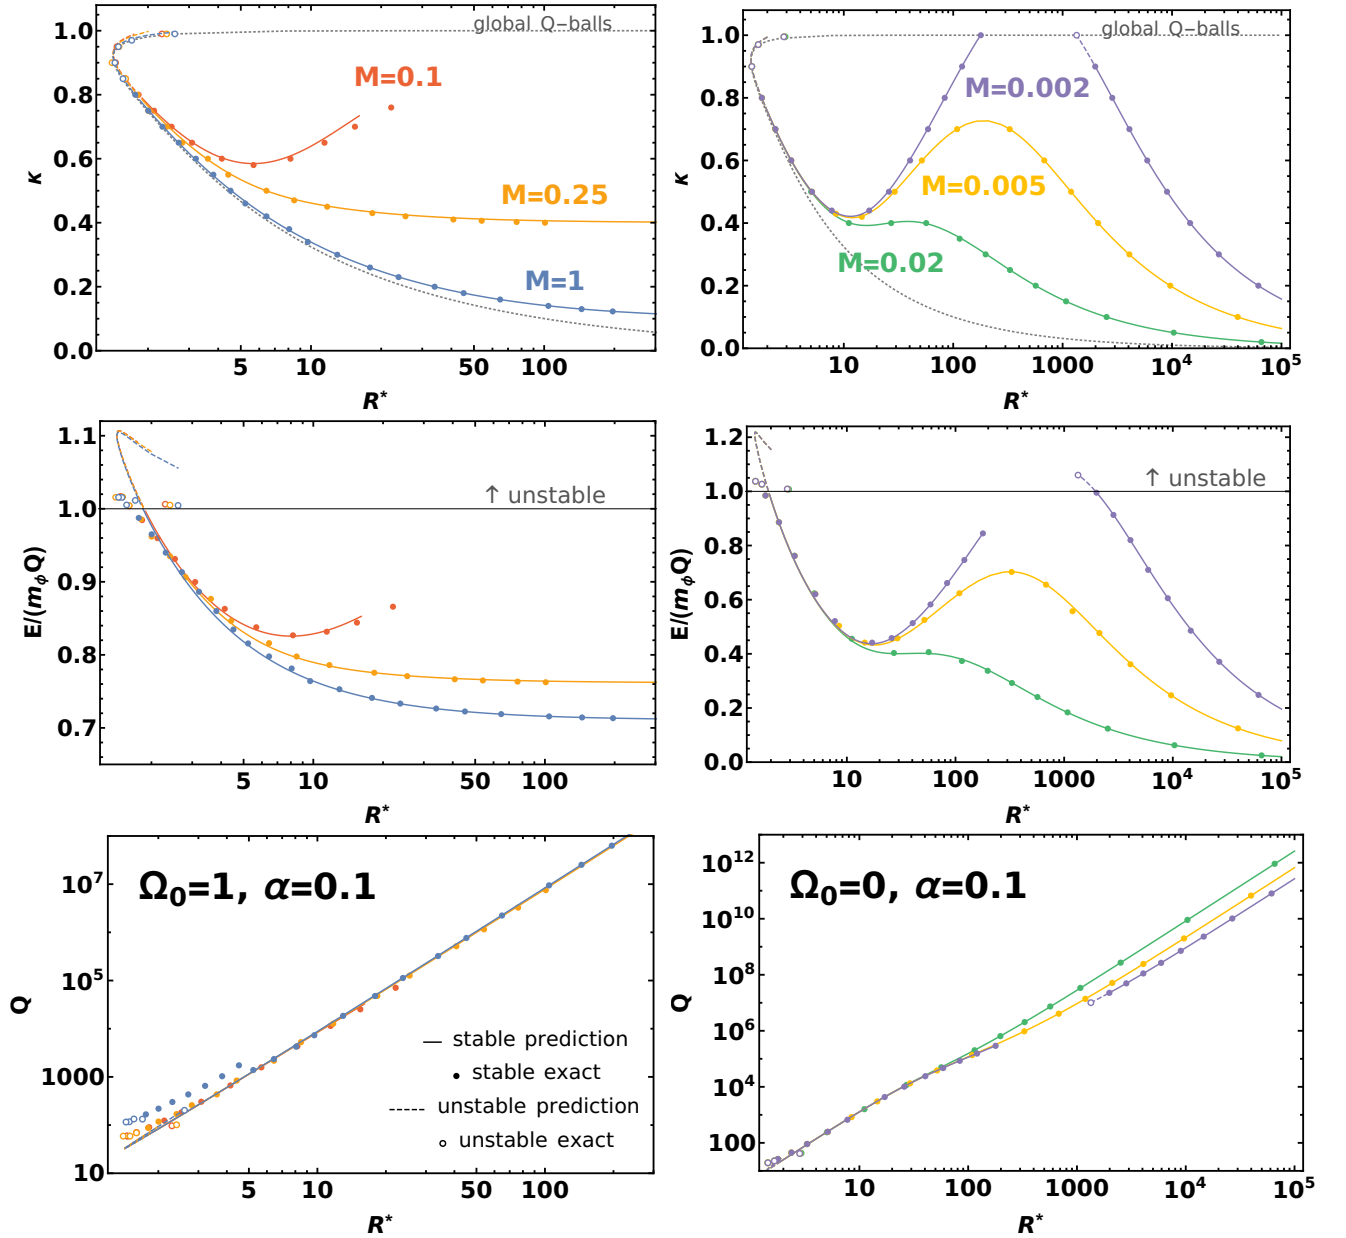 global Q−balls
M=0.1
M=0.25
M=1
κ
1.0
0.8
0.6
0.4
0.2
0.0
5 10 50 100
R*
global Q−balls
M=0.002
M=0.005
M=0.02
κ
1.0
0.8
0.6
0.4
0.2
0.0
10 100 1000 10⁴ 10⁵
R*
↑ unstable
E/(m_ϕ Q)
1.1
1.0
0.9
0.8
0.7
5 10 50 100
R*
↑ unstable
E/(m_ϕ Q)
1.2
1.0
0.8
0.6
0.4
0.2
0.0
10 100 1000 10⁴ 10⁵
R*
Ω₀=1, α=0.1
Q
10⁷
10⁵
1000
10
stable prediction
stable exact
unstable prediction
unstable exact
5 10 50 100
R*
Ω₀=0, α=0.1
Q
10¹²
10¹⁰
10⁸
10⁶
10⁴
100
10 100 1000 10⁴ 10⁵
R*